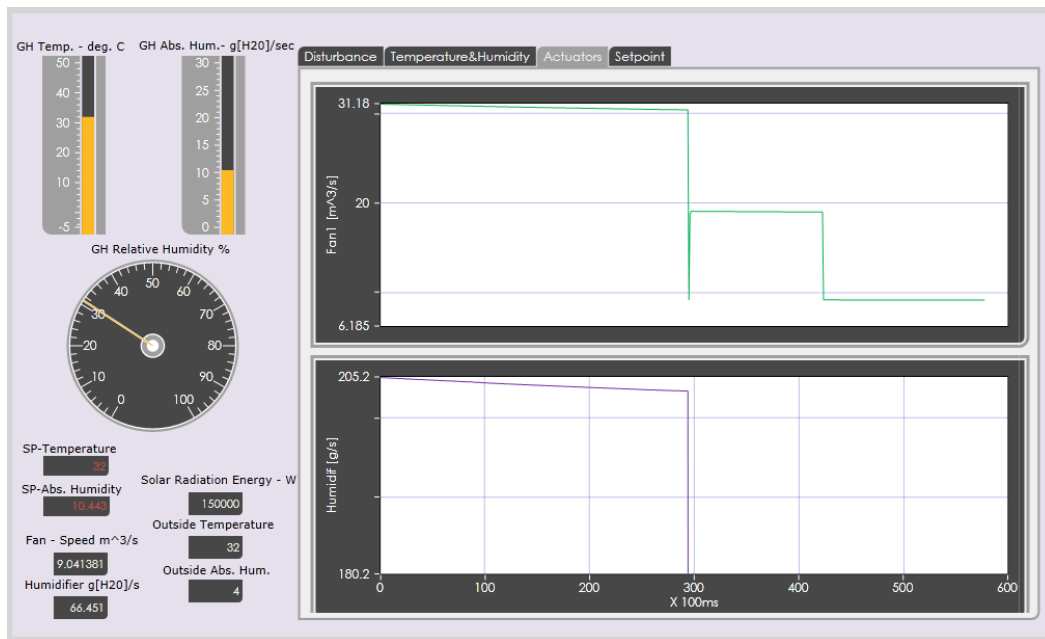 GH Temp. - deg. C
GH Abs. Hum.- g[H20]/sec
50
40
30
20
10
-5
30
25
20
15
10
5
0
GH Relative Humidity %
0
10
20
30
40
50
60
70
80
90
100
SP-Temperature
32
SP-Abs. Humidity
10.443
Fan - Speed m^3/s
9.041381
Humidifier g[H20]/s
66.451
Solar Radiation Energy - W
150000
Outside Temperature
32
Outside Abs. Hum.
4
Disturbance Temperature&Humidity Actuators Setpoint
31.18
20
6.185
Fan1 [m^3/s]
205.2
180.2
Humidif [g/s]
0 100 200 300 400 500 600
X 100ms